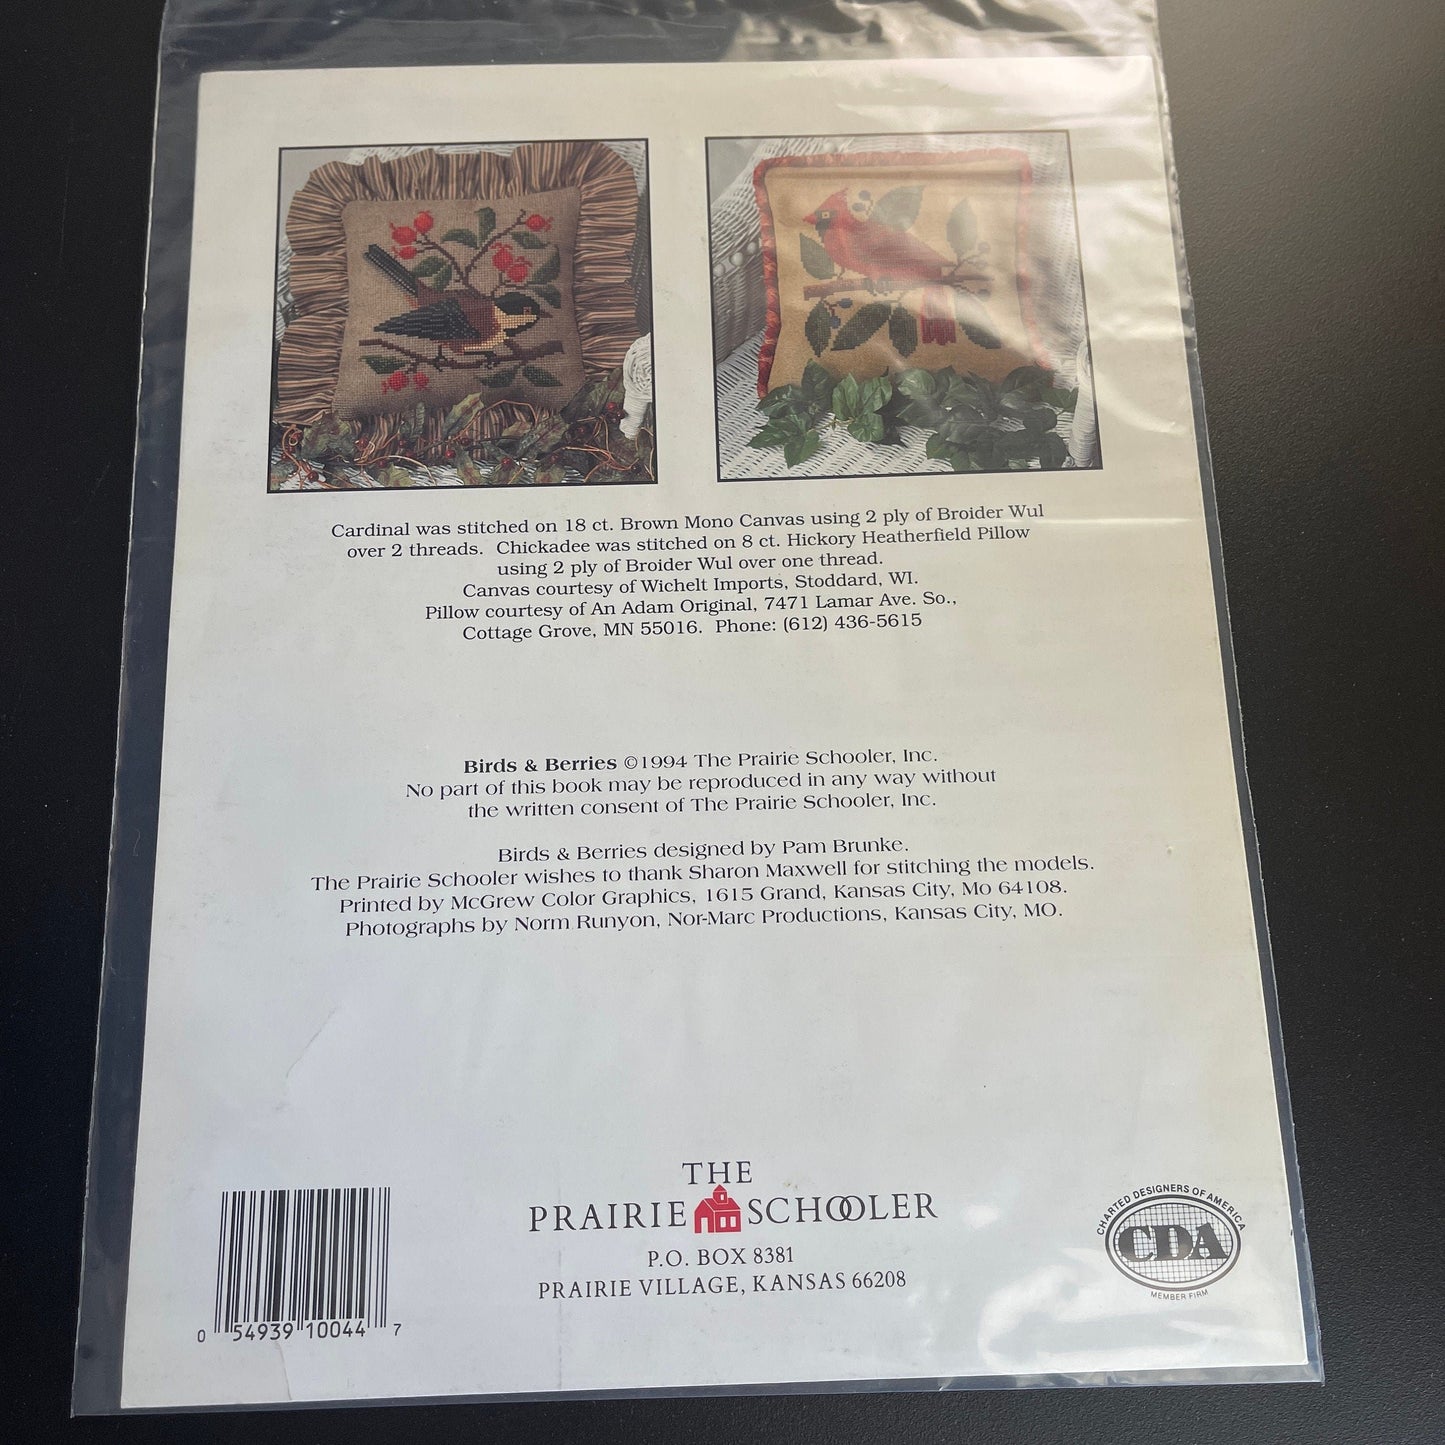 Cardinal was stitched on 18 ct. Brown Mono Canvas using 2 ply of Broider Wul
over 2 threads. Chickadee was stitched on 8 ct. Hickory Heatherfield Pillow
using 2 ply of Broider Wul over one thread.
Canvas courtesy of Wichelt Imports, Stoddard, WI.
Pillow courtesy of An Adam Original, 7471 Lamar Ave. So.,
Cottage Grove, MN 55016. Phone: (612) 436-5615
Birds & Berries ©1994 The Prairie Schooler, Inc.
No part of this book may be reproduced in any way without
the written consent of The Prairie Schooler, Inc.
Birds & Berries designed by Pam Brunke.
The Prairie Schooler wishes to thank Sharon Maxwell for stitching the models.
Printed by McGrew Color Graphics, 1615 Grand, Kansas City, Mo 64108.
Photographs by Norm Runyon, Nor-Marc Productions, Kansas City, MO.
THE
PRAIRIE SCHOOLER
P.O. BOX 8381
PRAIRIE VILLAGE, KANSAS 66208
0 54939 10044 7
CHARTED DESIGNERS OF AMERICA
CDA
MEMBER FIRM